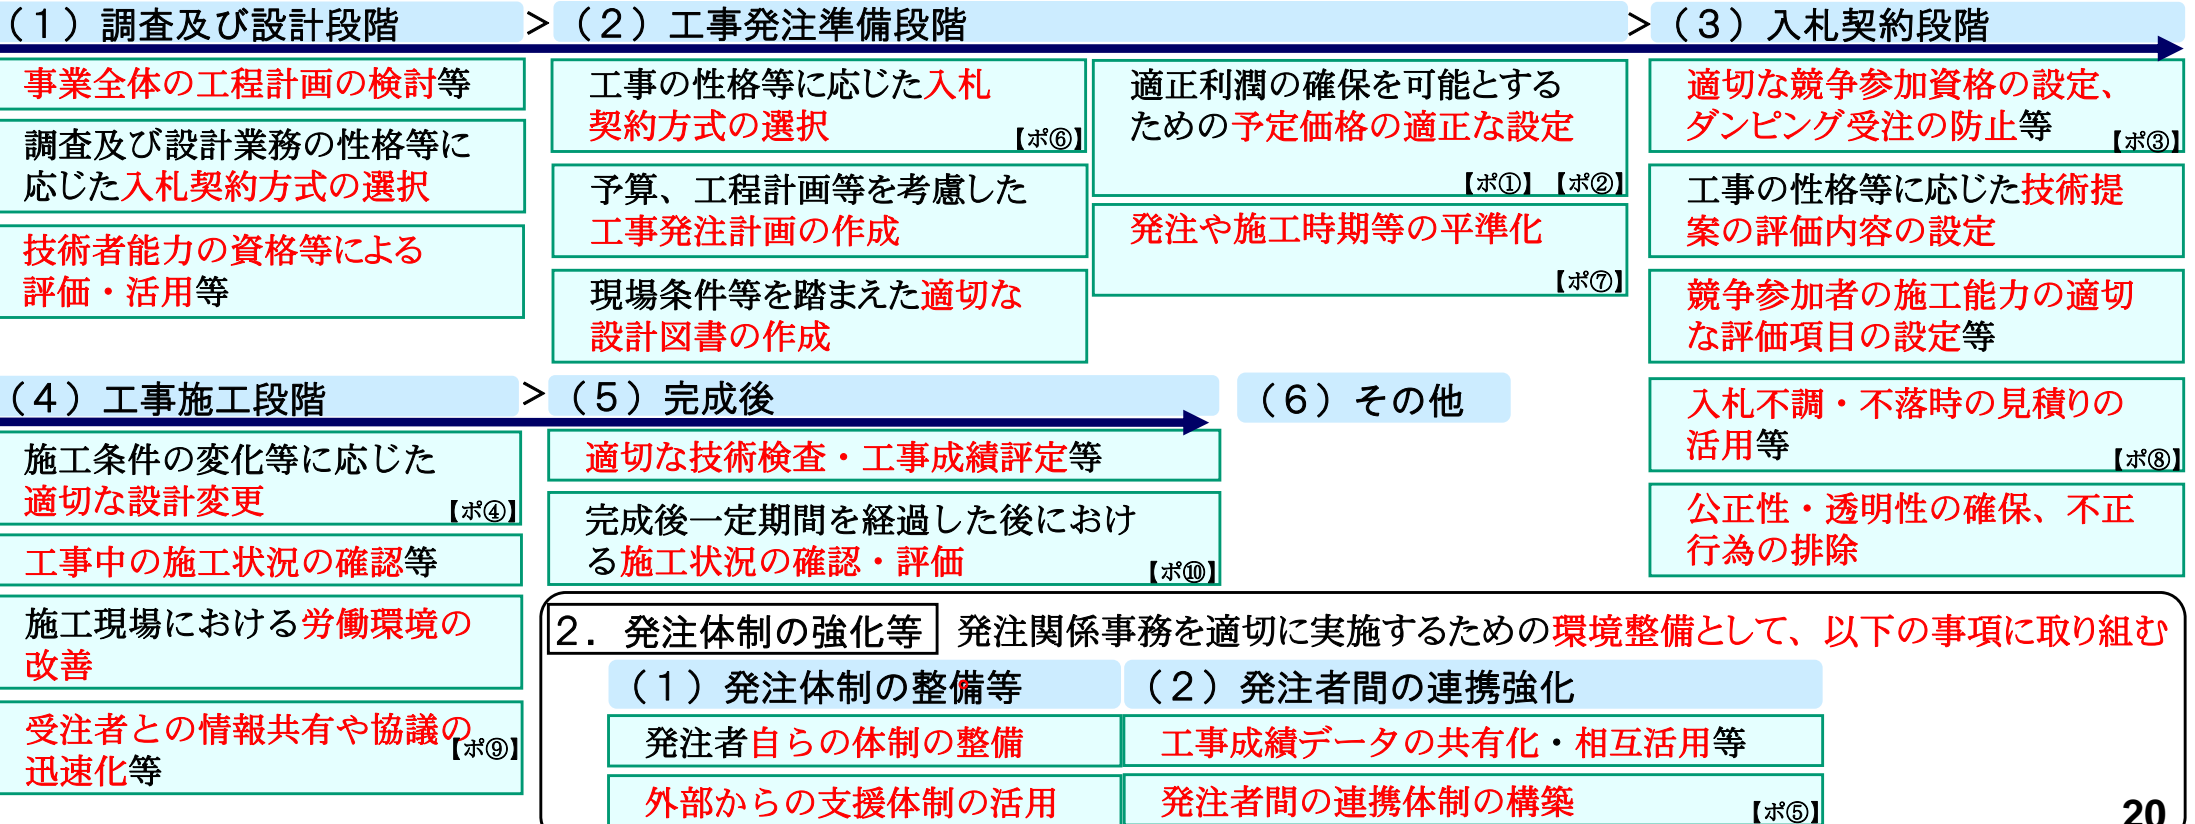 （１）調査及び設計段階
>
（２）工事発注準備段階
>
（３）入札契約段階
事業全体の工程計画の検討等
調査及び設計業務の性格等に
応じた入札契約方式の選択
技術者能力の資格等による
評価・活用等
工事の性格等に応じた入札
契約方式の選択
【ポ⑥】
予算、工程計画等を考慮した
工事発注計画の作成
現場条件等を踏まえた適切な
設計図書の作成
適正利潤の確保を可能とする
ための予定価格の適正な設定
【ポ①】【ポ②】
発注や施工時期等の平準化
【ポ⑦】
適切な競争参加資格の設定、
ダンピング受注の防止等
【ポ③】
工事の性格等に応じた技術提
案の評価内容の設定
競争参加者の施工能力の適切
な評価項目の設定等
入札不調・不落時の見積りの
活用等
【ポ⑧】
公正性・透明性の確保、不正
行為の排除
（４）工事施工段階
>
（５）完成後
（６）その他
施工条件の変化等に応じた
適切な設計変更
【ポ④】
工事中の施工状況の確認等
施工現場における労働環境の
改善
受注者との情報共有や協議の
迅速化等
【ポ⑨】
適切な技術検査・工事成績評定等
完成後一定期間を経過した後におけ
る施工状況の確認・評価
【ポ⑩】
２．発注体制の強化等
発注関係事務を適切に実施するための環境整備として、以下の事項に取り組む
（１）発注体制の整備等
発注者自らの体制の整備
外部からの支援体制の活用
（２）発注者間の連携強化
工事成績データの共有化・相互活用等
発注者間の連携体制の構築
【ポ⑤】
20